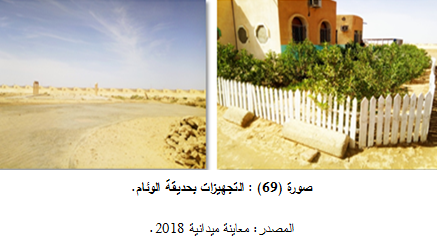 صورة (69) : التجهيزات بحديقة الوئام.
المصدر: معاينة ميدانية 2018.